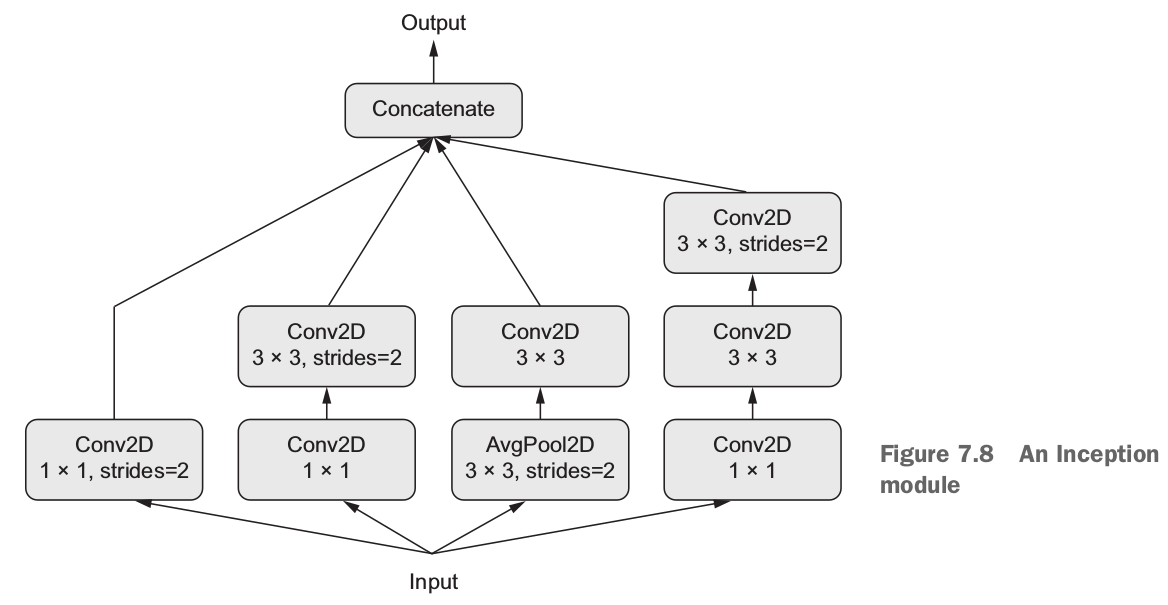 Output
Concatenate
Conv2D
3 × 3, strides=2
Conv2D
3 × 3, strides=2
Conv2D
3 × 3
Conv2D
3 × 3
Conv2D
1 × 1, strides=2
Conv2D
1 × 1
AvgPool2D
3 × 3, strides=2
Conv2D
1 × 1
Input
Figure 7.8 An Inception
module